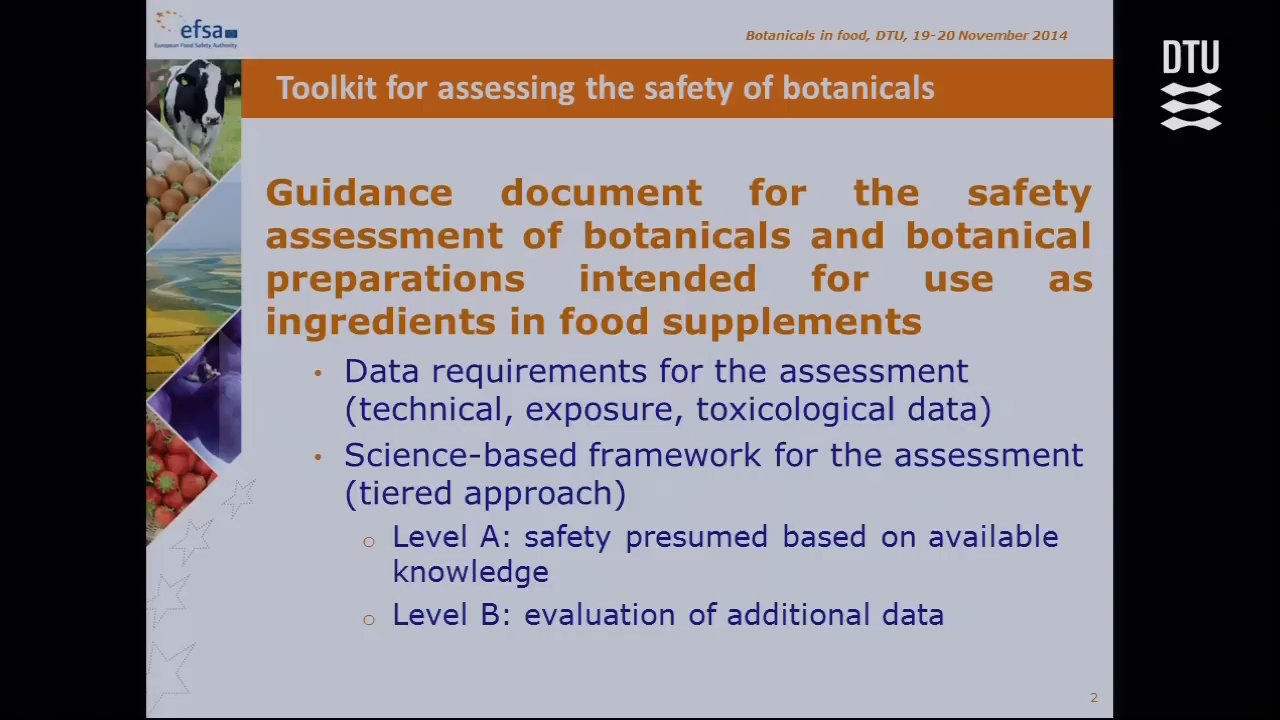 efsa
European Food Safety Authority
Botanicals in food, DTU, 19-20 November 2014
DTU
Toolkit for assessing the safety of botanicals
Guidance document for the safety
assessment of botanicals and botanical
preparations intended for use as
ingredients in food supplements
• Data requirements for the assessment
(technical, exposure, toxicological data)
• Science-based framework for the assessment
(tiered approach)
o Level A: safety presumed based on available
knowledge
o Level B: evaluation of additional data
2